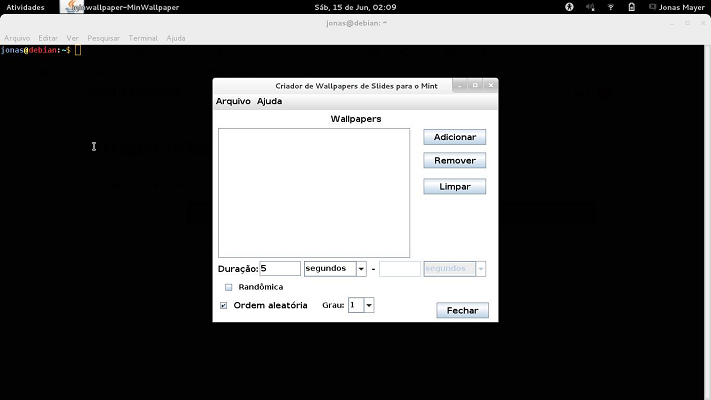 Atividades
wallpaper-MinWallpaper
Sáb, 15 de Jun, 02:09
Jonas Mayer
jonas@debian: ~
Arquivo Editar Ver Pesquisar Terminal Ajuda
jonas@debian:~$
Criador de Wallpapers de Slides para o Mint
Arquivo Ajuda
Wallpapers
Adicionar
Remover
Limpar
Duração: 5 segundos - segundos
Randômica
Ordem aleatória Grau: 1
Fechar